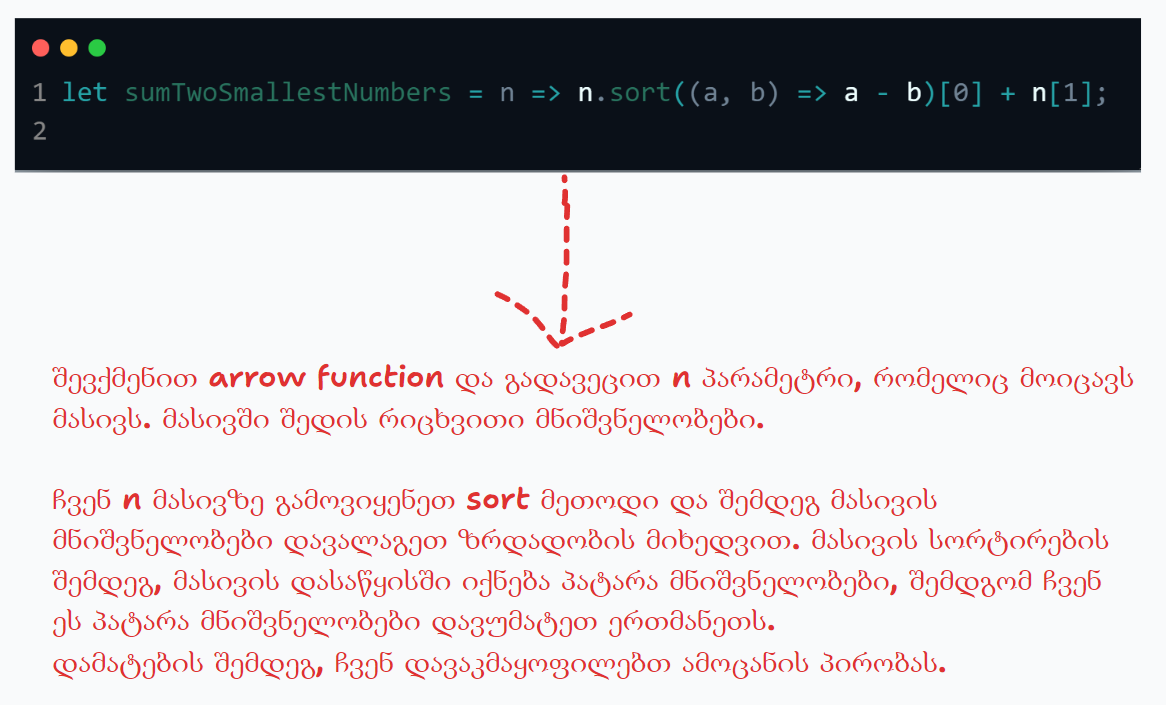 1 let sumTwoSmallestNumbers = n => n.sort((a, b) => a - b)[0] + n[1];
2
შევქმენით arrow function და გადავეცით n პარამეტრი, რომელიც მოიცავს
მასივს. მასივში შედის რიცხვითი მნიშვნელობები.
ჩვენ n მასივზე გამოვიყენეთ sort მეთოდი და შემდეგ მასივის
მნიშვნელობები დავალაგეთ ზრდადობის მიხედვით. მასივის სორტირების
შემდეგ, მასივის დასაწყისში იქნება პატარა მნიშვნელობები, შემდგომ ჩვენ
ეს პატარა მნიშვნელობები დავუმატეთ ერთმანეთს.
დამატების შემდეგ, ჩვენ დავაკმაყოფილებთ ამოცანის პირობას.